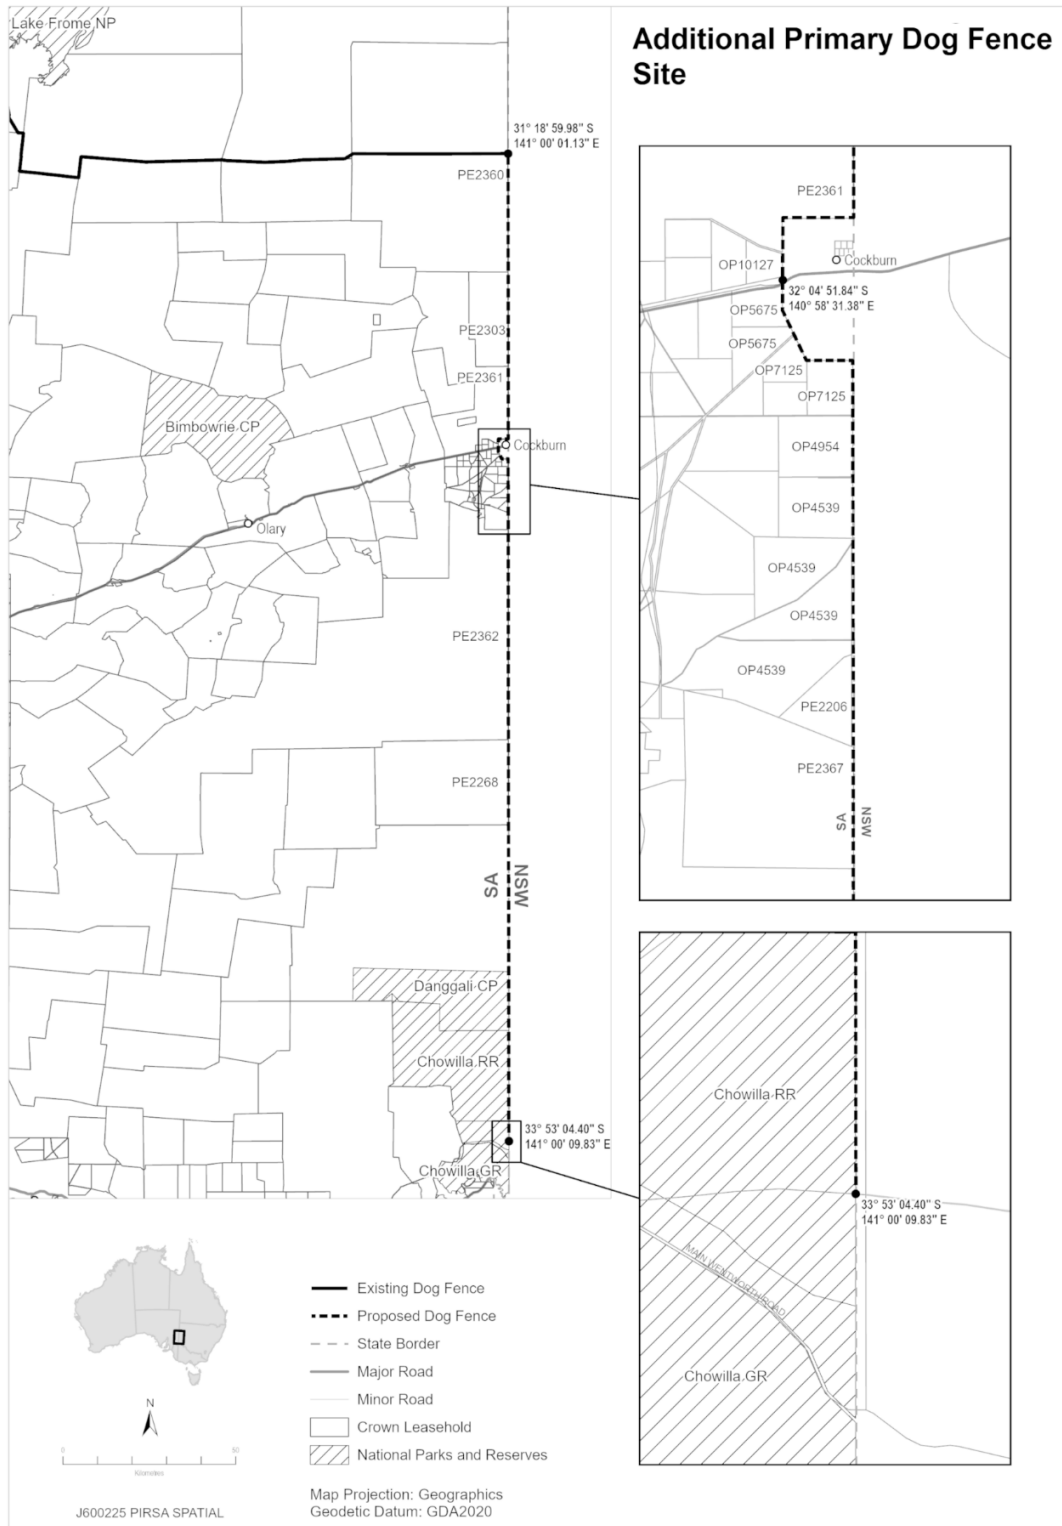 Additional Primary Dog Fence
Site
Lake Frome NP
31° 18' 59.98" S
141° 00' 01.13" E
PE2360
PE2303
PE2361
Bimbowrie CP
Cockburn
Olary
PE2362
PE2268
SA
NSW
Danggali CP
Chowilla RR
33° 53' 04.40" S
141° 00' 09.83" E
Chowilla GR
PE2361
Cockburn
OP10127
32° 04' 51.84" S
140° 58' 31.38" E
OP5675
OP5675
OP7125
OP7125
OP4954
OP4539
OP4539
OP4539
OP4539
PE2206
PE2367
SA
NSW
Chowilla RR
33° 53' 04.40" S
141° 00' 09.83" E
MAIN WENTWORTH ROAD
Chowilla GR
N
0
50
Kilometres
J600225 PIRSA SPATIAL
Existing Dog Fence
Proposed Dog Fence
State Border
Major Road
Minor Road
Crown Leasehold
National Parks and Reserves
Map Projection: Geographics
Geodetic Datum: GDA2020